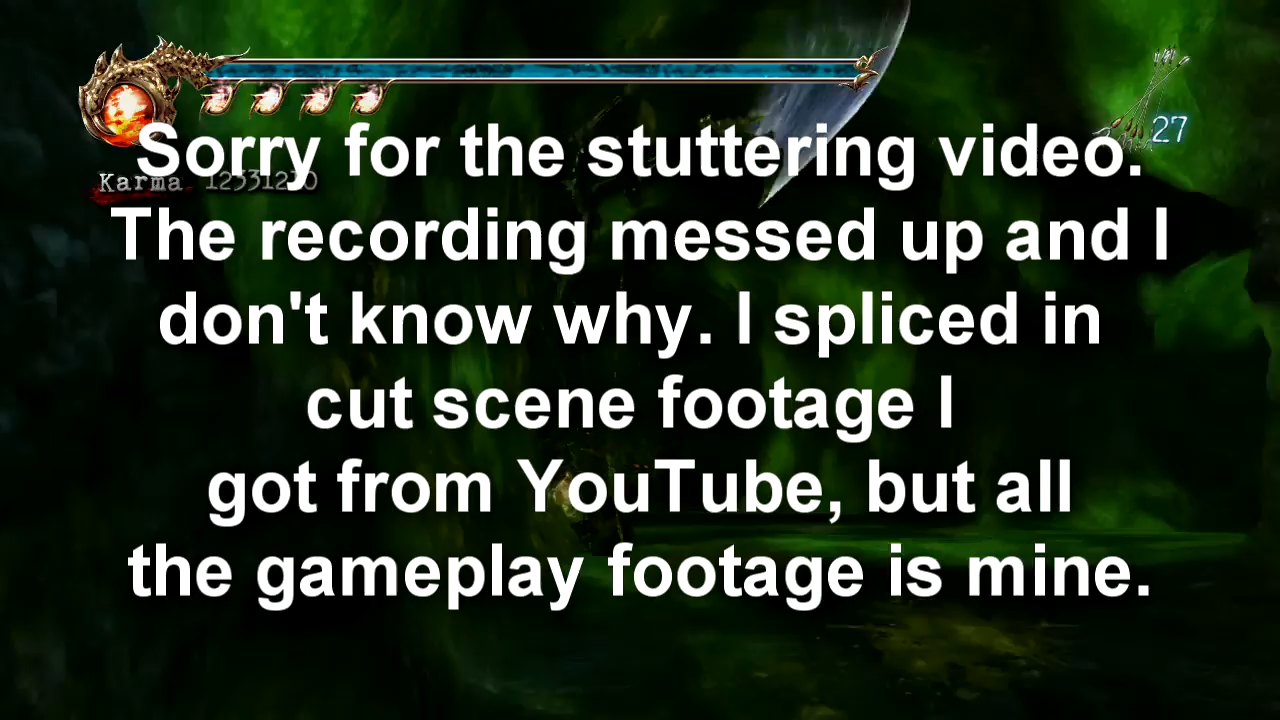 27
Sorry for the stuttering video.
Karma
The recording messed up and I
don't know why. I spliced in
cut scene footage I
got from YouTube, but all
the gameplay footage is mine.